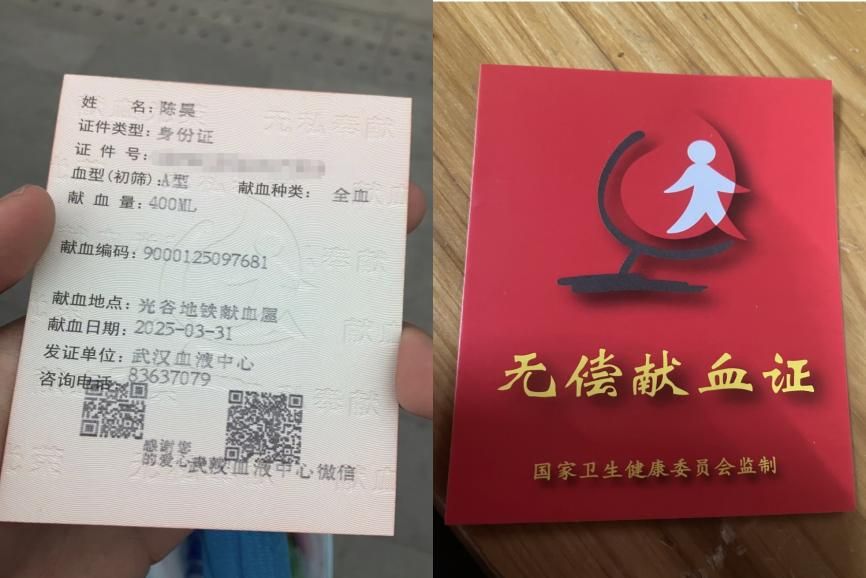 姓 名:陈昊
证件类型:身份证
证 件 号:
血型(初筛):A型 献血种类: 全血
献 血 量:400ML
献血编码:9000125097681
献血地点:光谷地铁献血屋
献血日期:2025-03-31
发证单位:武汉血液中心
咨询电话:83637079
感谢您
的爱心
武汉血液中心微信
无私奉献
无偿献血证
国家卫生健康委员会监制